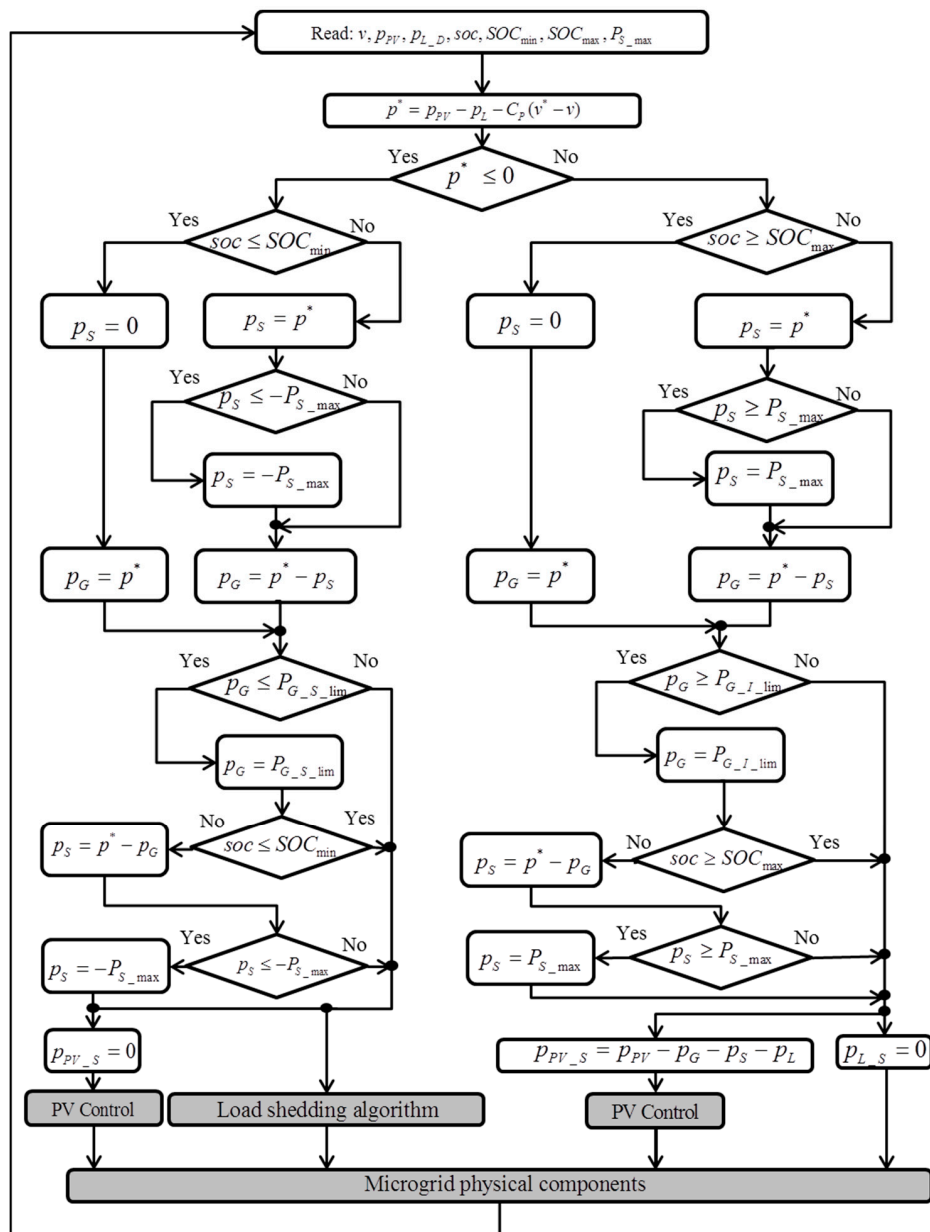 Read: v, p_PV, p_L_D, soc, SOC_min, SOC_max, P_S_max
p* = p_PV − p_L − C_P(v* − v)
Yes
p* ≤ 0
No
Yes
soc ≤ SOC_min
No
Yes
soc ≥ SOC_max
No
p_S = 0
p_S = p*
p_S = 0
p_S = p*
Yes
p_S ≤ −P_S_max
No
Yes
p_S ≥ P_S_max
No
p_S = −P_S_max
p_S = P_S_max
p_G = p*
p_G = p* − p_S
p_G = p*
p_G = p* − p_S
Yes
p_G ≤ P_G_S_lim
No
Yes
p_G ≥ P_G_I_lim
No
p_G = P_G_S_lim
p_G = P_G_I_lim
p_S = p* − p_G
No
soc ≤ SOC_min
Yes
p_S = p* − p_G
No
soc ≥ SOC_max
Yes
p_S = −P_S_max
Yes
p_S ≤ −P_S_max
No
p_S = P_S_max
Yes
p_S ≥ P_S_max
No
p_PV_S = 0
p_PV_S = p_PV − p_G − p_S − p_L
p_L_S = 0
PV Control
Load shedding algorithm
PV Control
Microgrid physical components